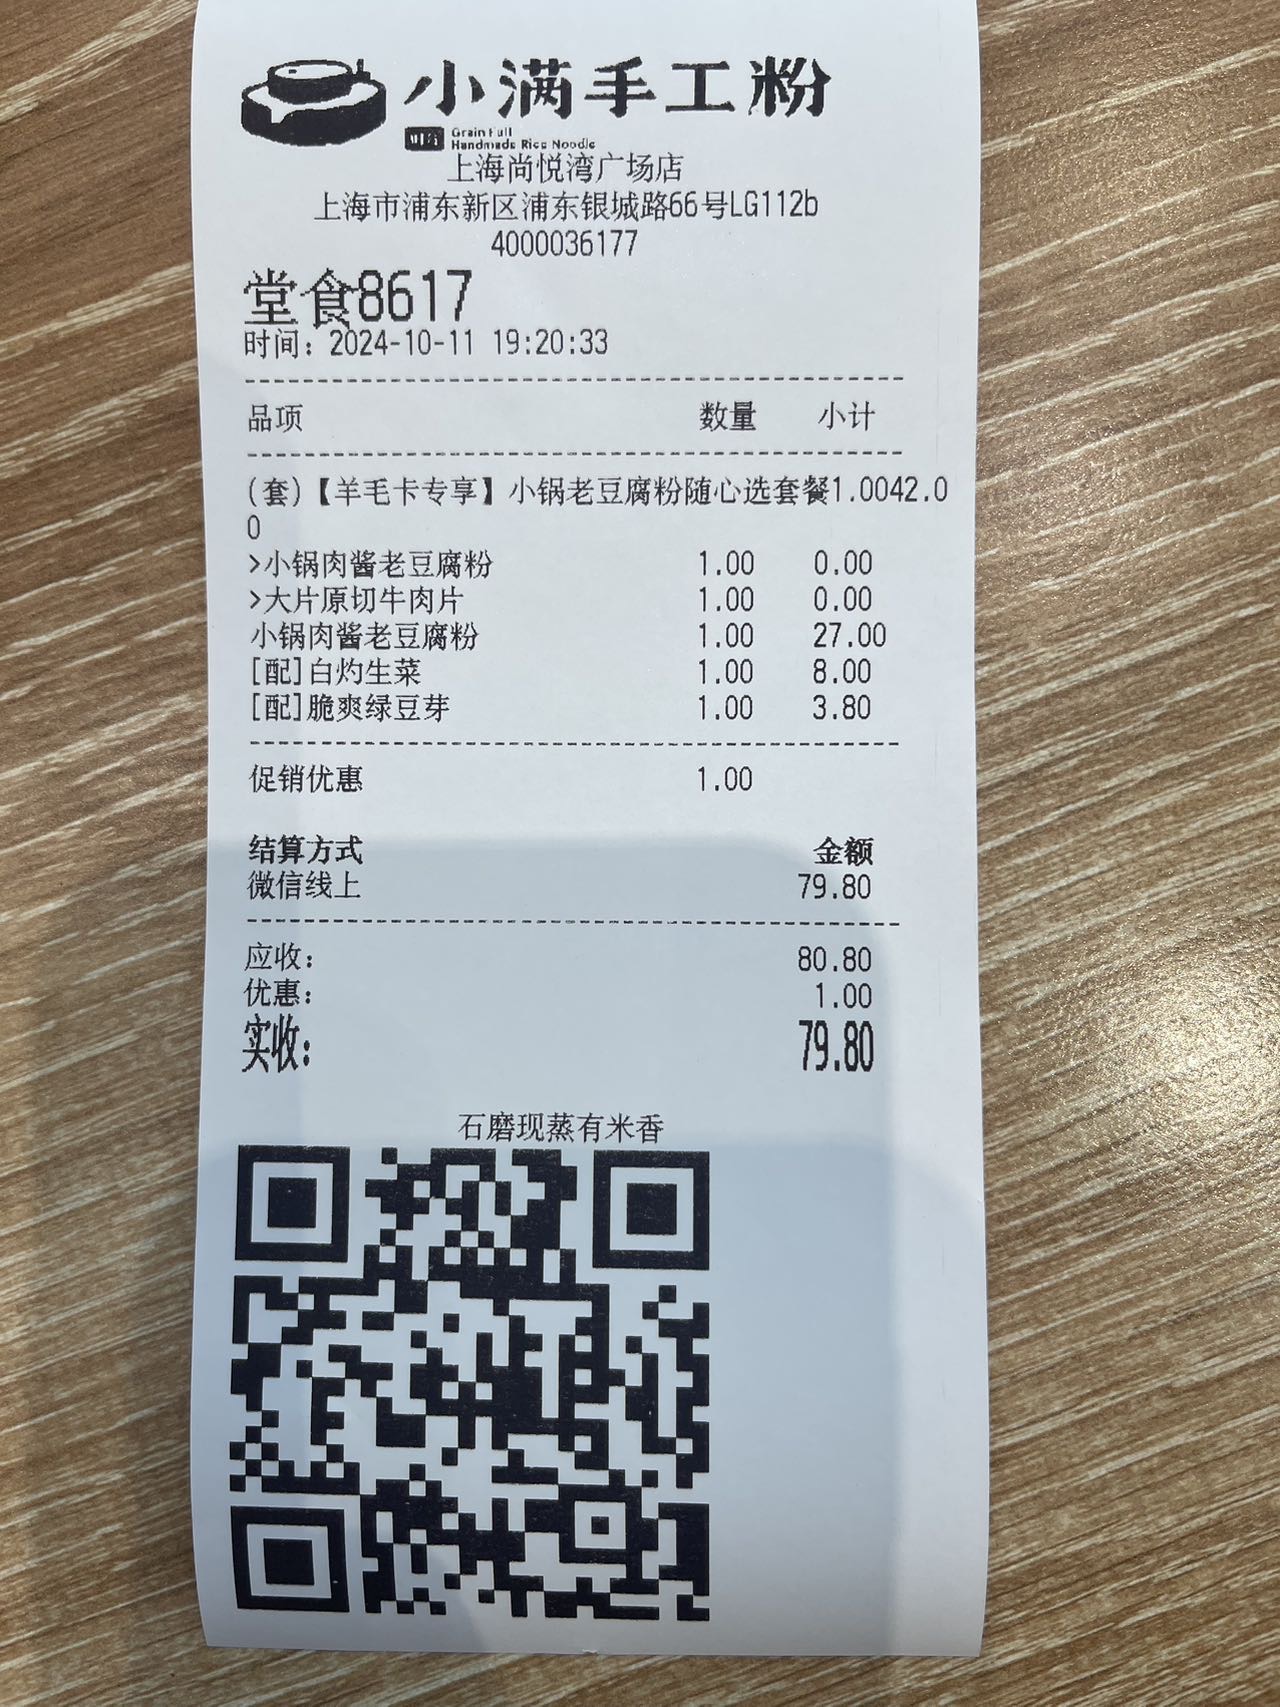 小满手工粉
Grain Full
Handmade Rice Noodle
上海尚悦湾广场店
上海市浦东新区浦东银城路66号LG112b
4000036177
堂食8617
时间：2024-10-11 19:20:33
品项 数量 小计
(套)【羊毛卡专享】小锅老豆腐粉随心选套餐1.0042.0
0
>小锅肉酱老豆腐粉 1.00 0.00
>大片原切牛肉片 1.00 0.00
小锅肉酱老豆腐粉 1.00 27.00
[配]白灼生菜 1.00 8.00
[配]脆爽绿豆芽 1.00 3.80
促销优惠 1.00
结算方式 金额
微信线上 79.80
应收： 80.80
优惠： 1.00
实收： 79.80
石磨现蒸有米香